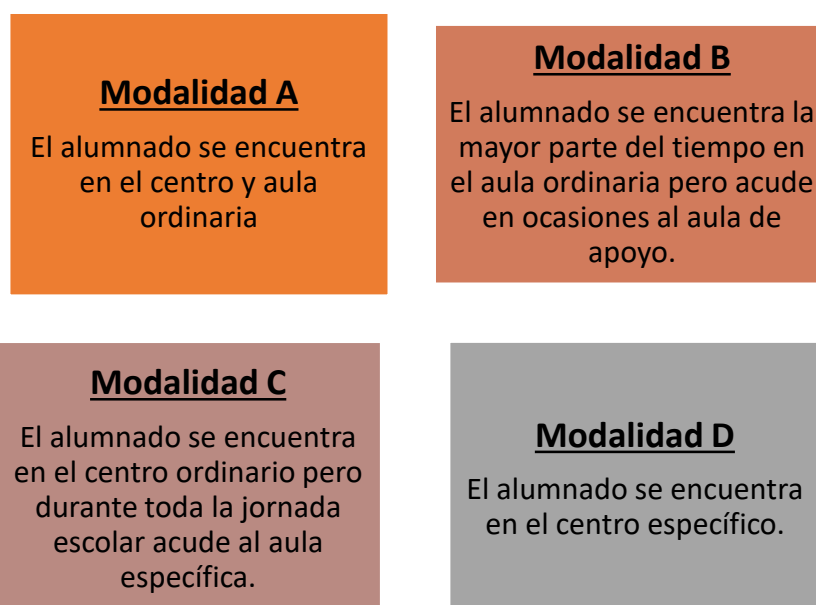 Modalidad A
El alumnado se encuentra
en el centro y aula
ordinaria
Modalidad B
El alumnado se encuentra la
mayor parte del tiempo en
el aula ordinaria pero acude
en ocasiones al aula de
apoyo.
Modalidad C
El alumnado se encuentra
en el centro ordinario pero
durante toda la jornada
escolar acude al aula
específica.
Modalidad D
El alumnado se encuentra
en el centro específico.